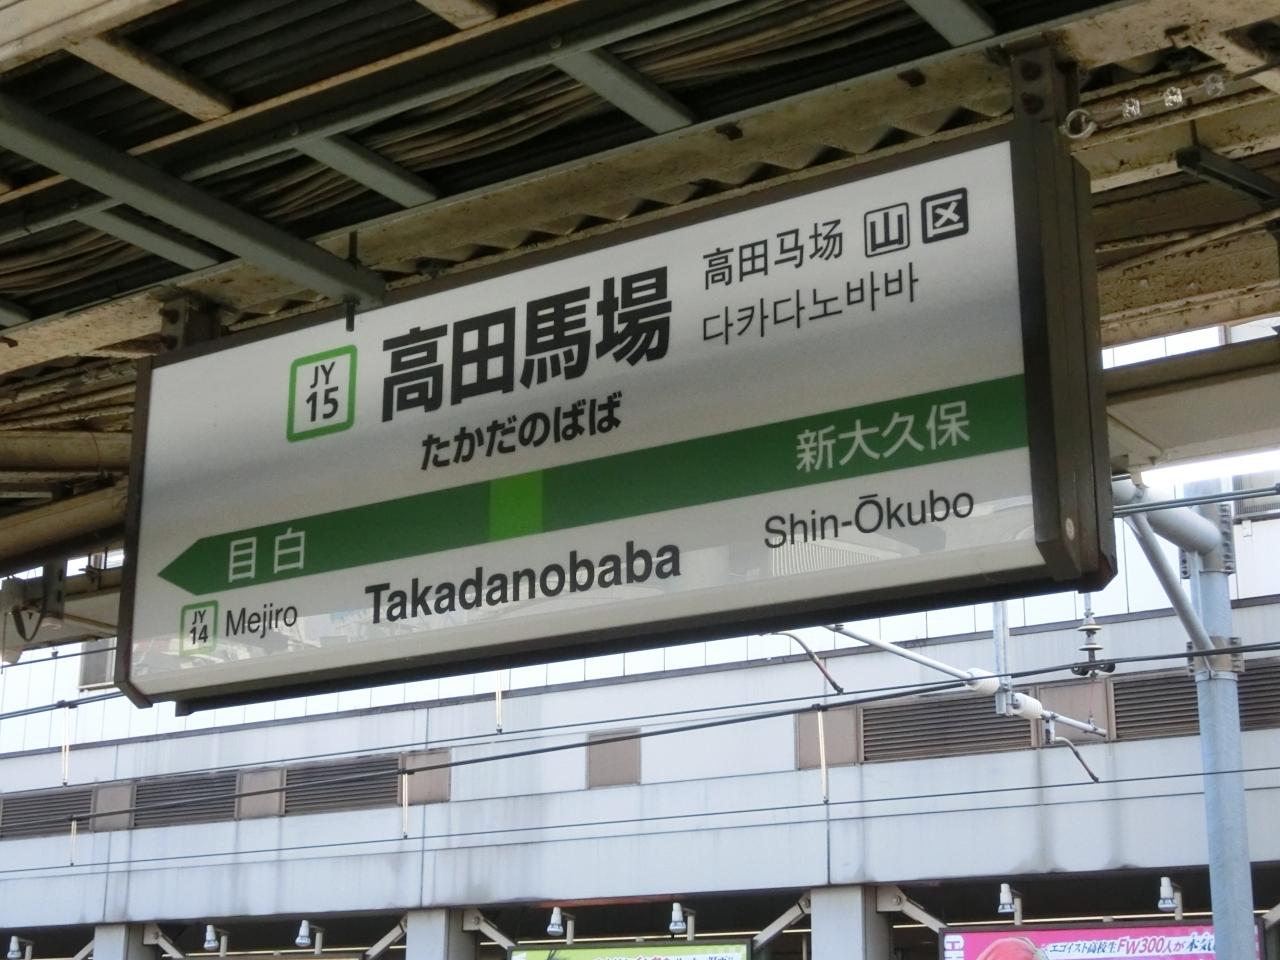 JY
15
高田馬場
高田马场 山 区
다카다노바바
たかだのばば
目白
新大久保
JY
14
Mejiro
Takadanobaba
Shin-Ōkubo
エゴイスト高校生FW300人が